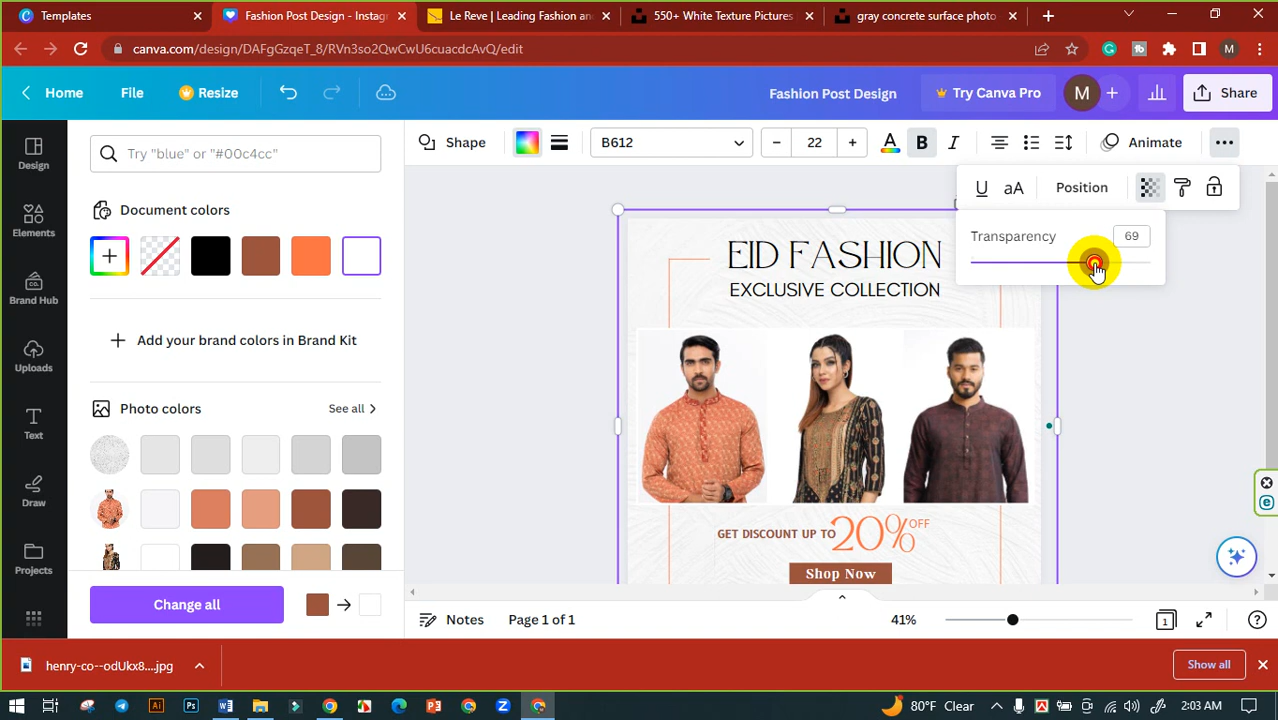 Templates
Fashion Post Design - Instag
Le Reve | Leading Fashion an
550+ White Texture Pictures
gray concrete surface photo
canva.com/design/DAFgGzqeT_8/RVn3so2QwCwU6cuacdcAvQ/edit
M
Home
File
Resize
Fashion Post Design
Try Canva Pro
M
Share
Design
Elements
Brand Hub
Uploads
Text
Draw
Projects
Try "blue" or "#00c4cc"
Document colors
Add your brand colors in Brand Kit
Photo colors
See all
Change all
Shape
B612
22
A
B
I
Animate
U
aA
Position
Transparency
69
EID FASHION
EXCLUSIVE COLLECTION
GET DISCOUNT UP TO 20% OFF
Shop Now
Notes
Page 1 of 1
41%
1
henry-co--odUkx8....jpg
Show all
80°F Clear
2:03 AM